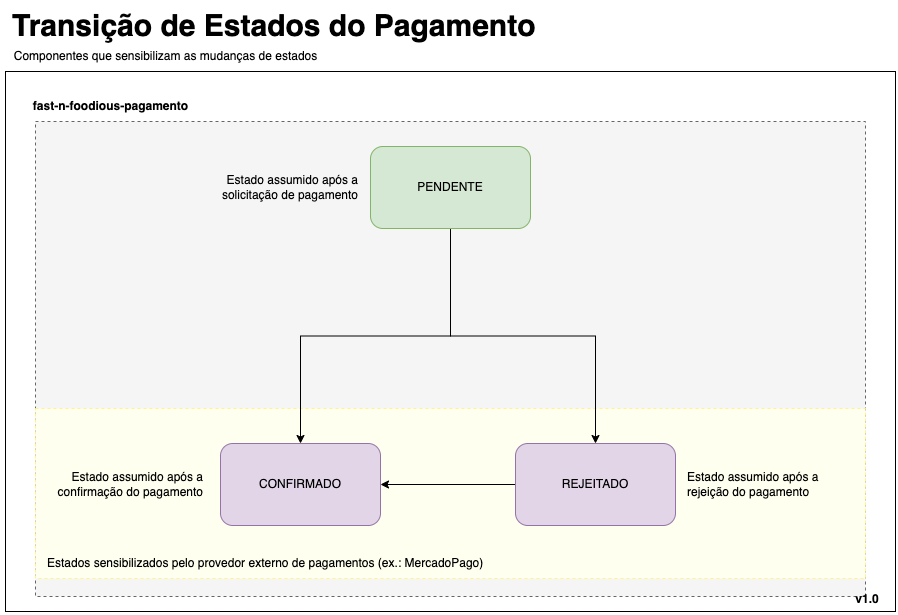 Transição de Estados do Pagamento
Componentes que sensibilizam as mudanças de estados
fast-n-foodious-pagamento
Estado assumido após a
solicitação de pagamento
PENDENTE
Estado assumido após a
confirmação do pagamento
CONFIRMADO
REJEITADO
Estado assumido após a
rejeição do pagamento
Estados sensibilizados pelo provedor externo de pagamentos (ex.: MercadoPago)
v1.0